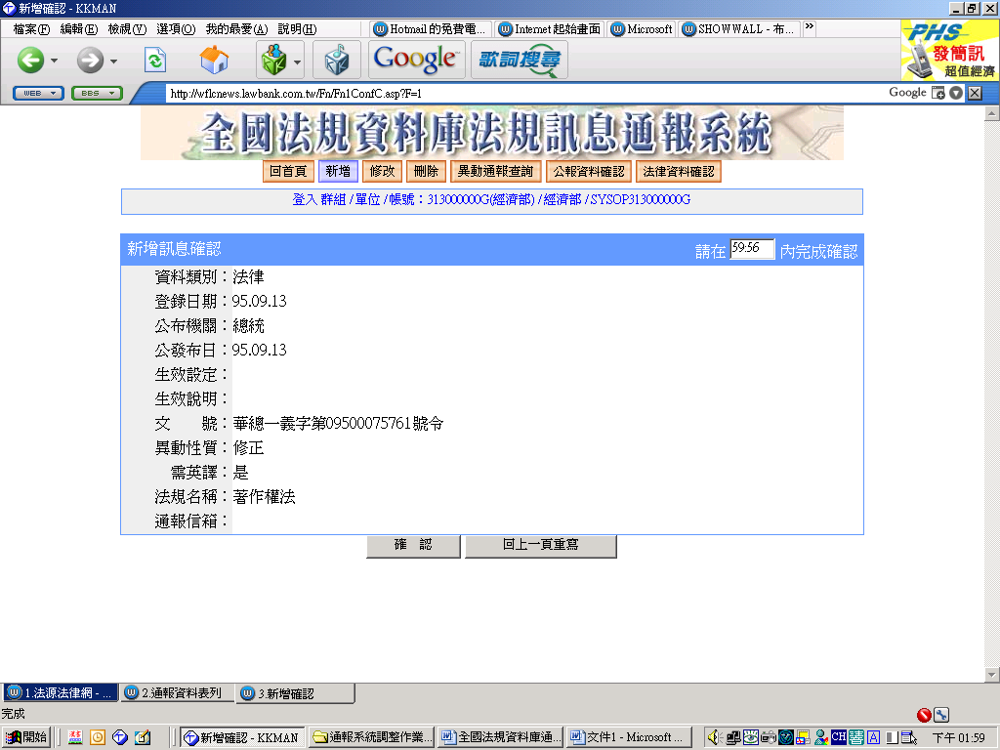 新增確認 - KKMAN
檔案(F) 編輯(E) 檢視(V) 選項(O) 我的最愛(A) 說明(H) Hotmail 的免費電... Internet 起始畫面 Microsoft SHOWWALL - 布... »
Google 歌詞搜尋
PHS
發簡訊
超值經濟
WEB BBS http://wflcnews.lawbank.com.tw/Fn/Fn1ConfC.asp?F=1 Google
全國法規資料庫法規訊息通報系統
回首頁 新增 修改 刪除 異動通報查詢 公報資料確認 法律資料確認
登入 群組 / 單位 / 帳號：313000000G(經濟部) / 經濟部 / SYSOP313000000G
新增訊息確認 請在 59:56 內完成確認
資料類別：法律
登錄日期：95.09.13
公布機關：總統
公發布日：95.09.13
生效設定：
生效說明：
文　　號：華總一義字第09500075761號令
異動性質：修正
需英譯：是
法規名稱：著作權法
通報信箱：
確　認 回上一頁重寫
1.法源法律網 - ... 2.通報資料表列 3.新增確認
完成
開始 新增確認 - KKMAN 通報系統調整作業... 全國法規資料庫通... 文件1 - Microsoft ... CH A 下午 01:59